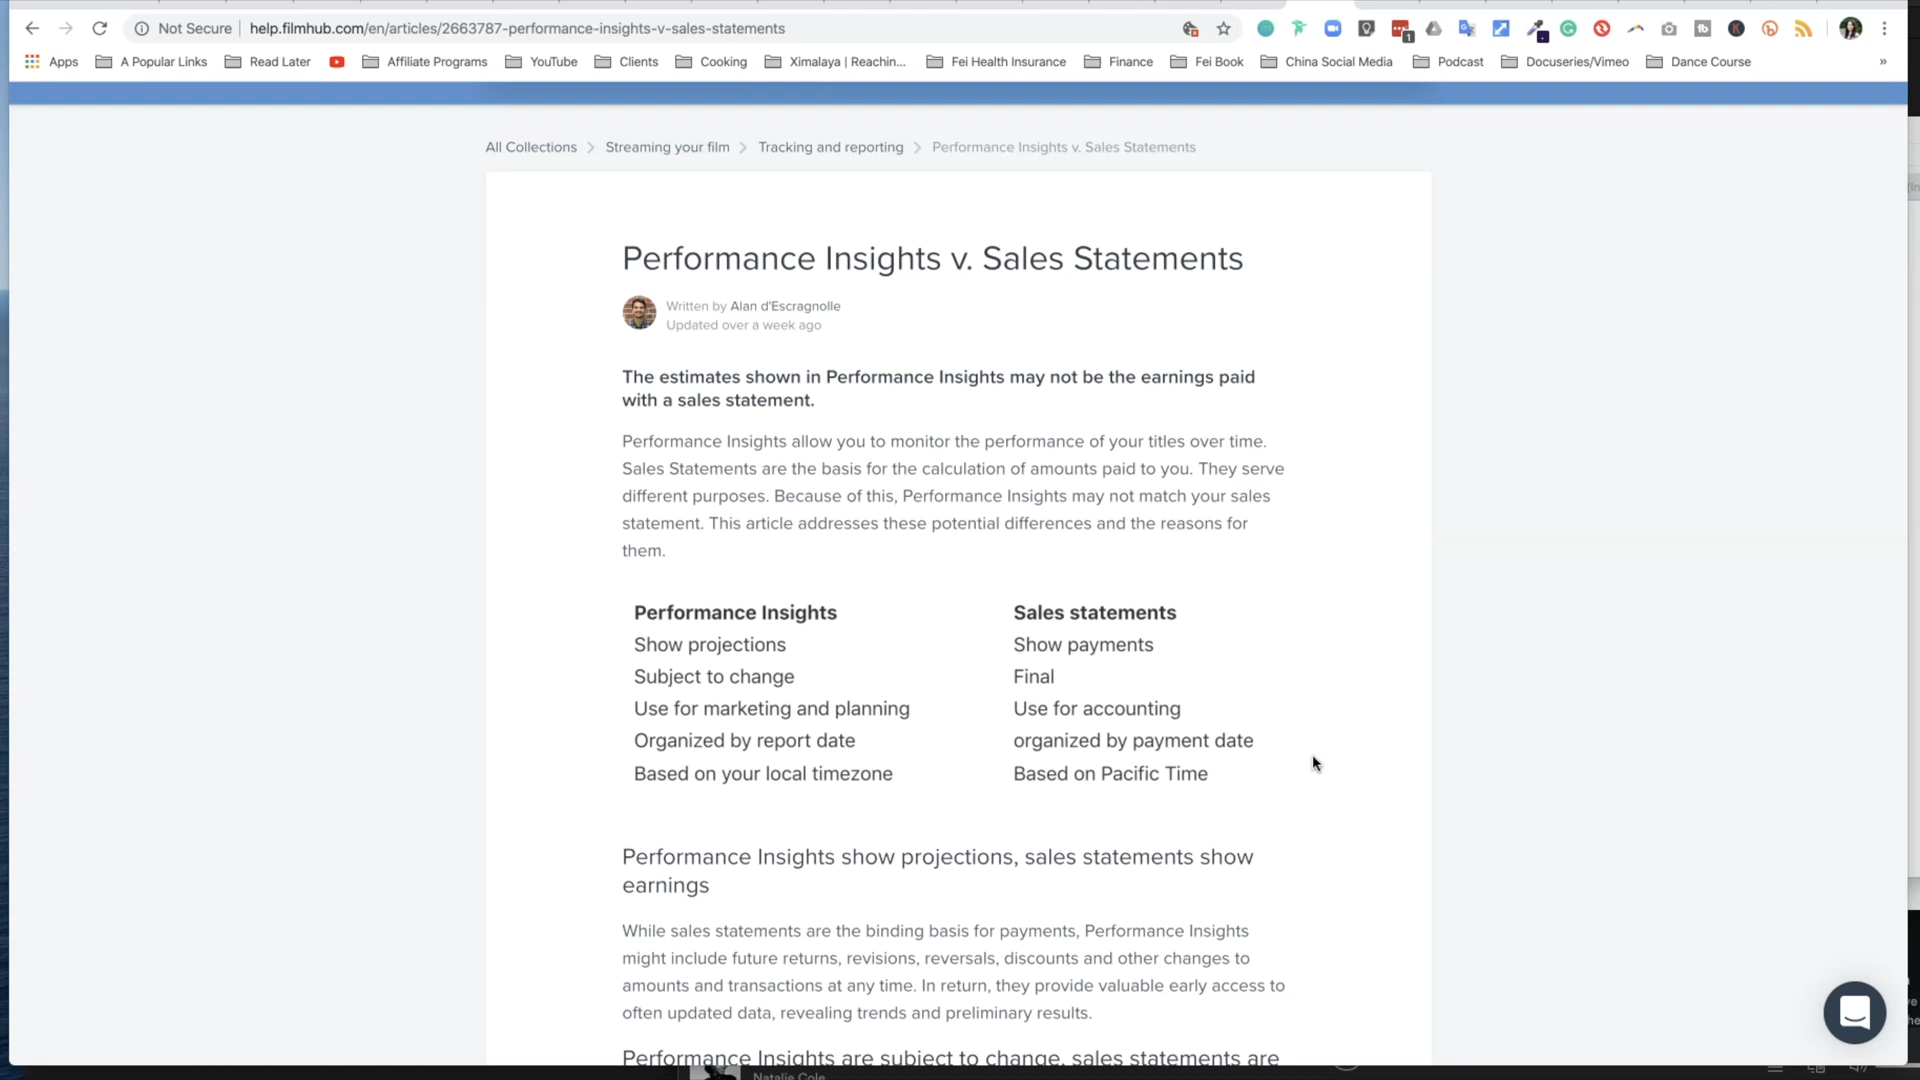 Not Secure | help.filmhub.com/en/articles/2663787-performance-insights-v-sales-statements
1
Apps A Popular Links Read Later Affiliate Programs YouTube Clients Cooking Ximalaya | Reachin... Fei Health Insurance Finance Fei Book China Social Media Podcast Docuseries/Vimeo Dance Course »
All Collections > Streaming your film > Tracking and reporting > Performance Insights v. Sales Statements
Performance Insights v. Sales Statements
Written by Alan d'Escragnolle
Updated over a week ago
The estimates shown in Performance Insights may not be the earnings paid
with a sales statement.
Performance Insights allow you to monitor the performance of your titles over time.
Sales Statements are the basis for the calculation of amounts paid to you. They serve
different purposes. Because of this, Performance Insights may not match your sales
statement. This article addresses these potential differences and the reasons for
them.
Performance Insights Sales statements
Show projections Show payments
Subject to change Final
Use for marketing and planning Use for accounting
Organized by report date organized by payment date
Based on your local timezone Based on Pacific Time
Performance Insights show projections, sales statements show
earnings
While sales statements are the binding basis for payments, Performance Insights
might include future returns, revisions, reversals, discounts and other changes to
amounts and transactions at any time. In return, they provide valuable early access to
often updated data, revealing trends and preliminary results.
Performance Insights are subject to change, sales statements are
Natalie Cole